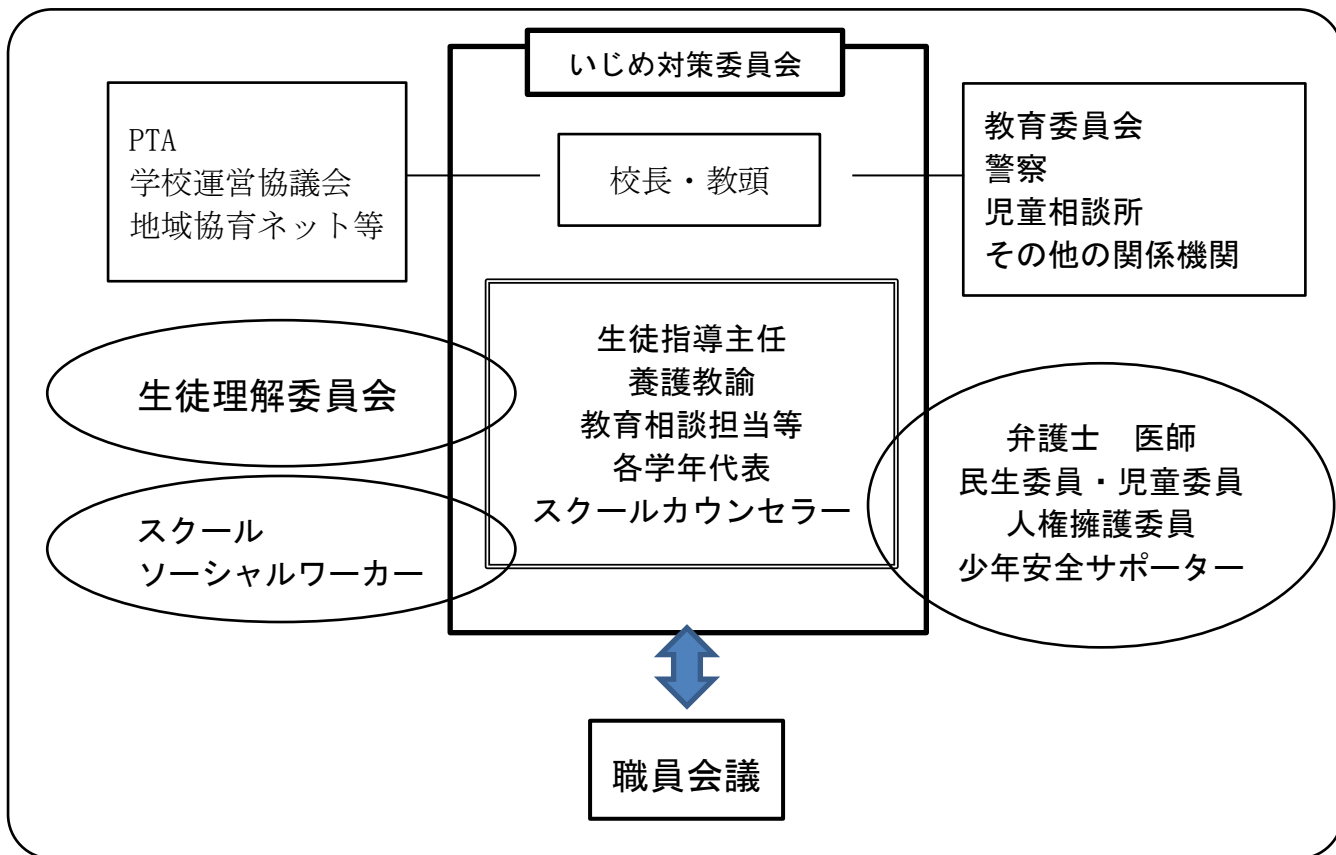 いじめ対策委員会
PTA
学校運営協議会
地域協育ネット等
校長・教頭
教育委員会
警察
児童相談所
その他の関係機関
生徒理解委員会
スクール
ソーシャルワーカー
生徒指導主任
養護教諭
教育相談担当等
各学年代表
スクールカウンセラー
弁護士　医師
民生委員・児童委員
人権擁護委員
少年安全サポーター
職員会議